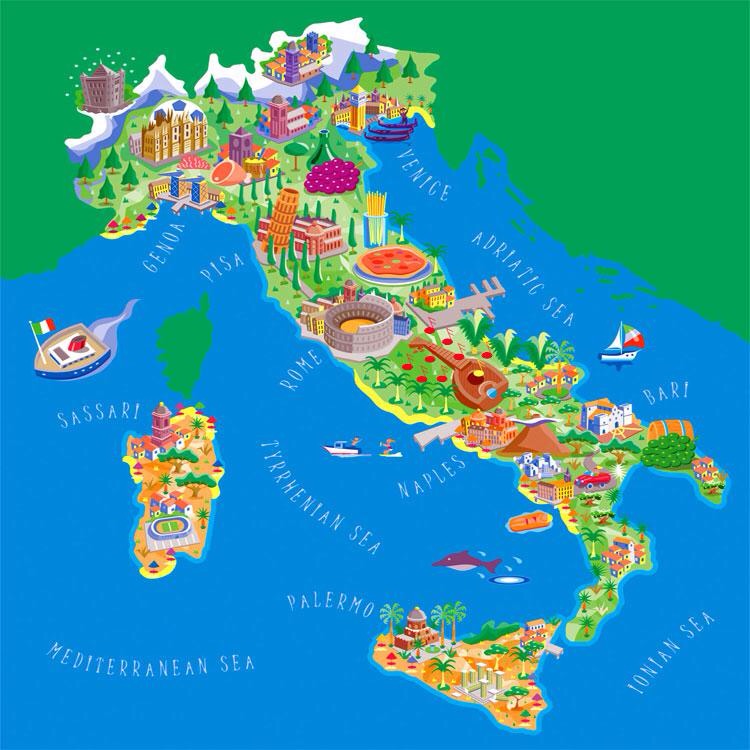 VENICE
GENOA
PISA
ADRIATIC SEA
ROME
BARI
SASSARI
TYRRHENIAN SEA
NAPLES
PALERMO
IONIAN SEA
MEDITERRANEAN SEA